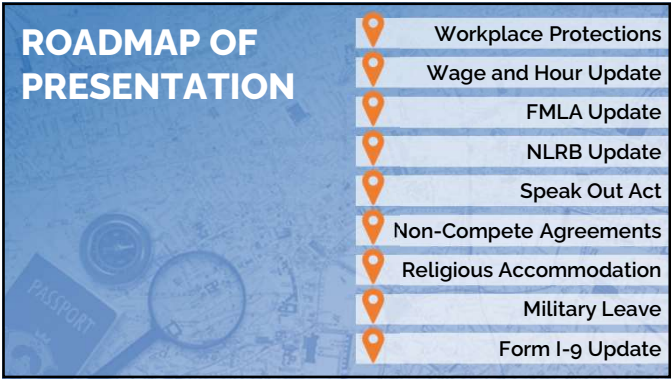 ROADMAP OF
PRESENTATION
Workplace Protections
Wage and Hour Update
FMLA Update
NLRB Update
Speak Out Act
Non-Compete Agreements
Religious Accommodation
Military Leave
Form I-9 Update
PASSPORT